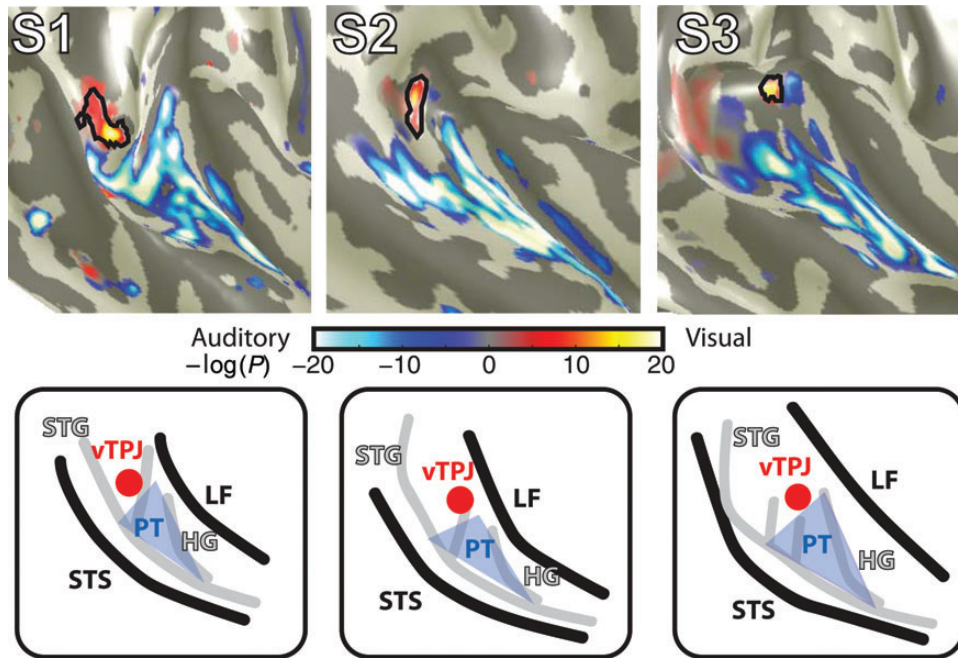 S1 S2 S3
Auditory Visual
−log(P) −20 −10 0 10 20
STG vTPJ LF PT HG STS
STG vTPJ LF PT HG STS
STG vTPJ LF PT HG STS